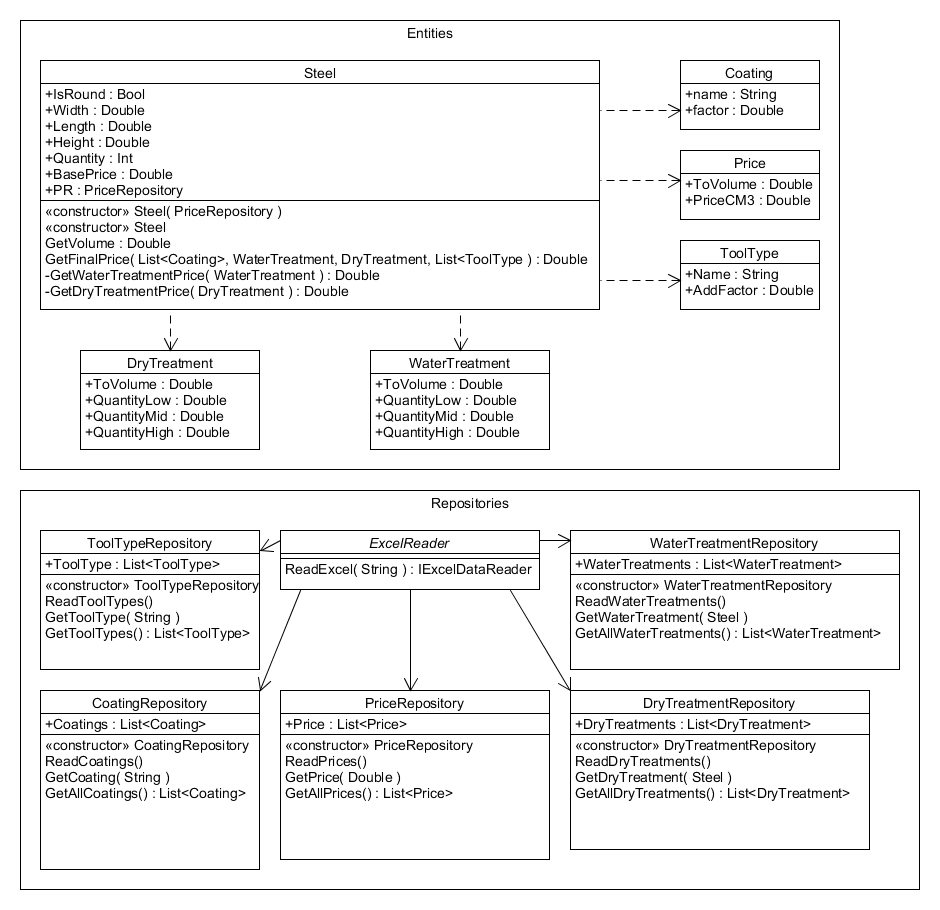 Entities
Steel
+IsRound : Bool
+Width : Double
+Length : Double
+Height : Double
+Quantity : Int
+BasePrice : Double
+PR : PriceRepository
«constructor» Steel( PriceRepository )
«constructor» Steel
GetVolume : Double
GetFinalPrice( List<Coating>, WaterTreatment, DryTreatment, List<ToolType ) : Double
-GetWaterTreatmentPrice( WaterTreatment ) : Double
-GetDryTreatmentPrice( DryTreatment ) : Double
Coating
+name : String
+factor : Double
Price
+ToVolume : Double
+PriceCM3 : Double
ToolType
+Name : String
+AddFactor : Double
DryTreatment
+ToVolume : Double
+QuantityLow : Double
+QuantityMid : Double
+QuantityHigh : Double
WaterTreatment
+ToVolume : Double
+QuantityLow : Double
+QuantityMid : Double
+QuantityHigh : Double
Repositories
ToolTypeRepository
+ToolType : List<ToolType>
«constructor» ToolTypeRepository
ReadToolTypes()
GetToolType( String )
GetToolTypes() : List<ToolType>
ExcelReader
ReadExcel( String ) : IExcelDataReader
WaterTreatmentRepository
+WaterTreatments : List<WaterTreatment>
«constructor» WaterTreatmentRepository
ReadWaterTreatments()
GetWaterTreatment( Steel )
GetAllWaterTreatments() : List<WaterTreatment>
CoatingRepository
+Coatings : List<Coating>
«constructor» CoatingRepository
ReadCoatings()
GetCoating( String )
GetAllCoatings() : List<Coating>
PriceRepository
+Price : List<Price>
«constructor» PriceRepository
ReadPrices()
GetPrice( Double )
GetAllPrices() : List<Price>
DryTreatmentRepository
+DryTreatments : List<DryTreatment>
«constructor» DryTreatmentRepository
ReadDryTreatments()
GetDryTreatment( Steel )
GetAllDryTreatments() : List<DryTreatment>